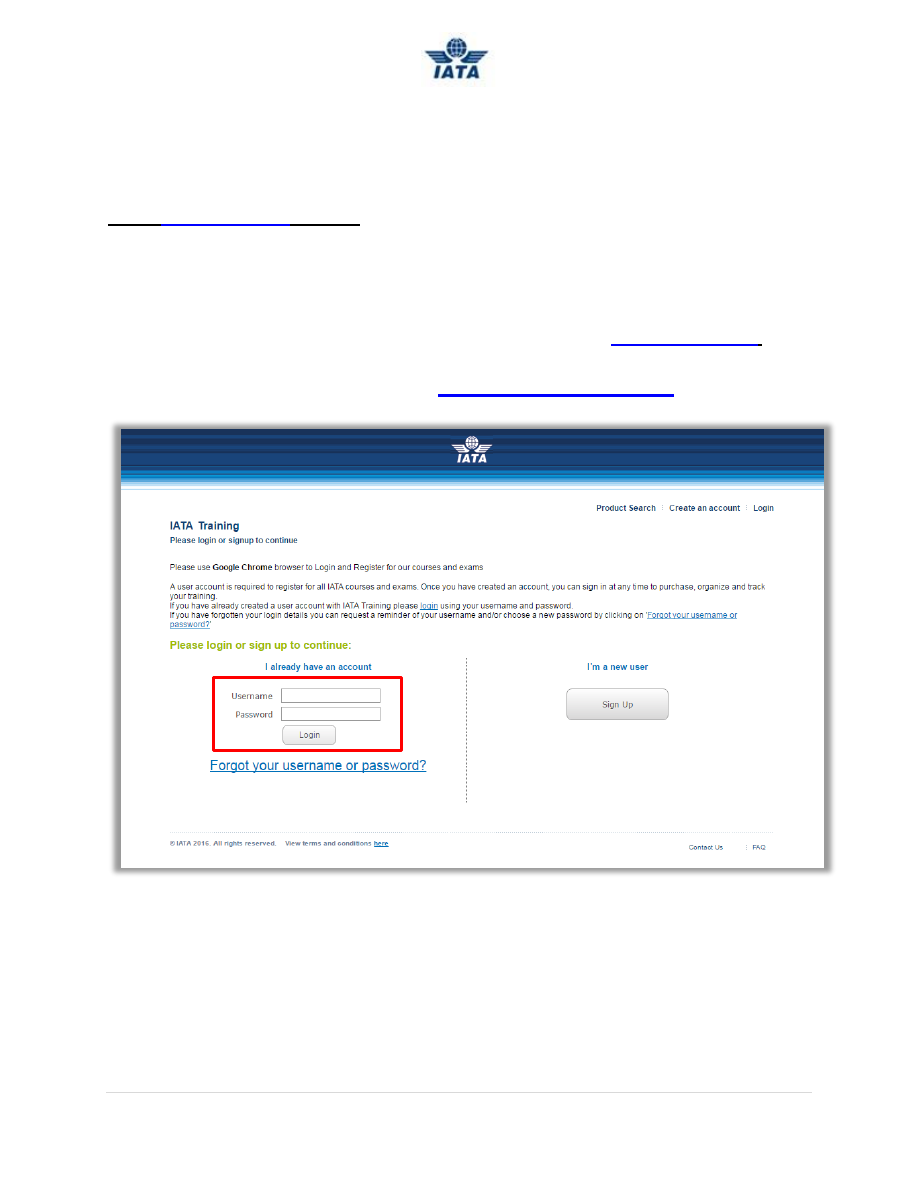 IATA
IATA
Product Search Create an account Login
IATA Training
Please login or signup to continue
Please use Google Chrome browser to Login and Register for our courses and exams
A user account is required to register for all IATA courses and exams. Once you have created an account, you can sign in at any time to purchase, organize and track
your training.
If you have already created a user account with IATA Training please login using your username and password.
If you have forgotten your login details you can request a reminder of your username and/or choose a new password by clicking on 'Forgot your username or
password?'
Please login or sign up to continue:
I already have an account
Username
Password
Login
Forgot your username or password?
I'm a new user
Sign Up
© IATA 2016. All rights reserved. View terms and conditions here
Contact Us FAQ